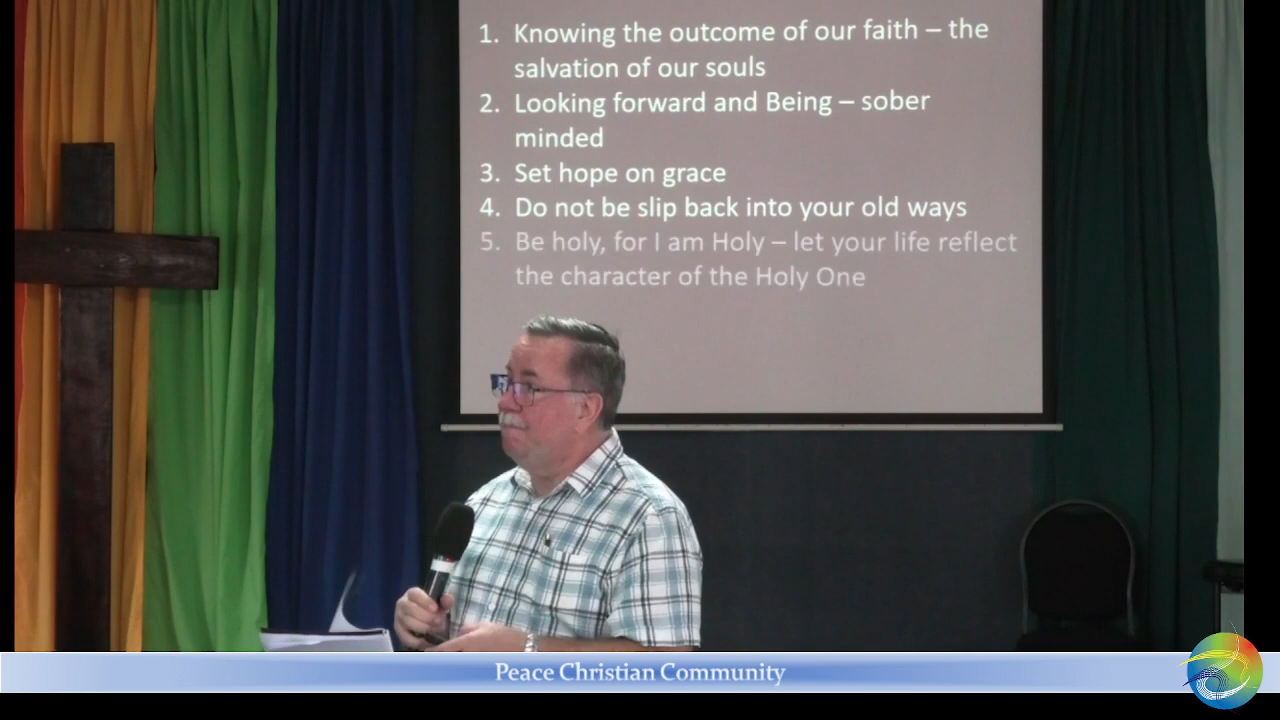 1. Knowing the outcome of our faith – the
salvation of our souls
2. Looking forward and Being – sober
minded
3. Set hope on grace
4. Do not be slip back into your old ways
5. Be holy, for I am Holy – let your life reflect
the character of the Holy One
Peace Christian Community